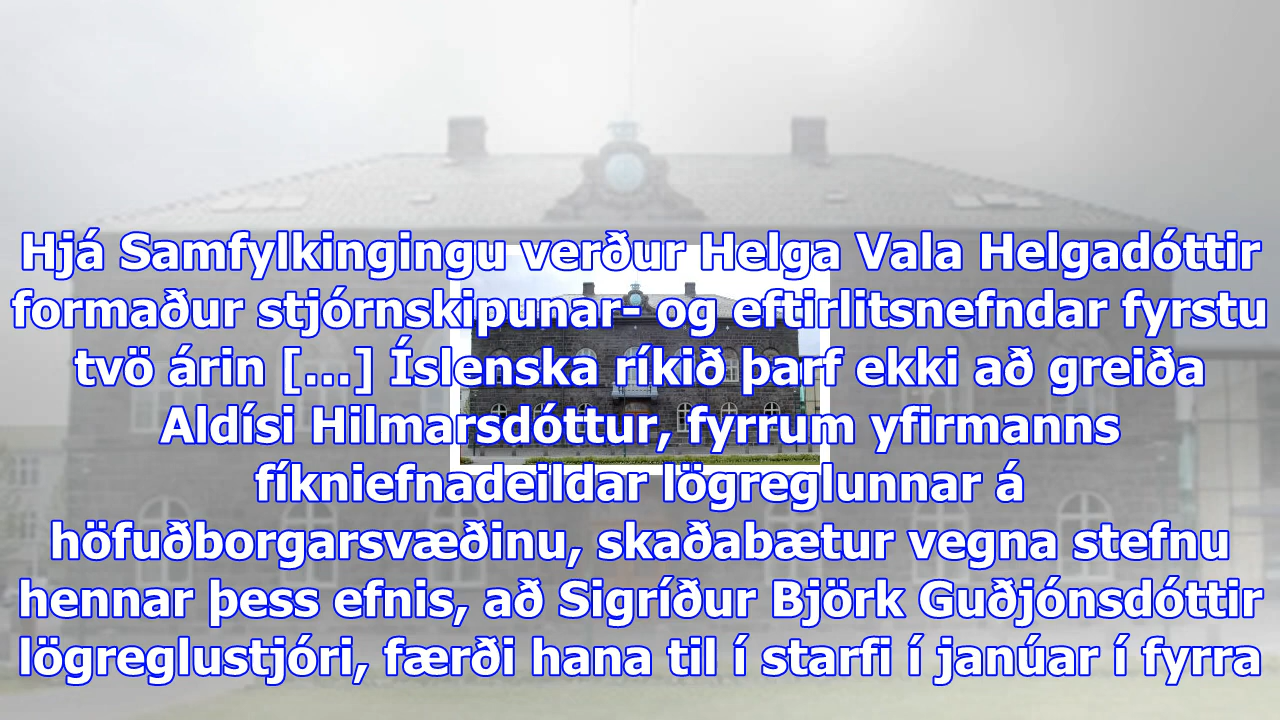 Hjá Samfylkingingu verður Helga Vala Helgadóttir
formaður stjórnskipunar- og eftirlitsnefndar fyrstu
tvö árin [...] Íslenska ríkið þarf ekki að greiða
Aldísi Hilmarsdóttur, fyrrum yfirmanns
fíkniefnadeildar lögreglunnar á
höfuðborgarsvæðinu, skaðabætur vegna stefnu
hennar þess efnis, að Sigríður Björk Guðjónsdóttir
lögreglustjóri, færði hana til í starfi í janúar í fyrra